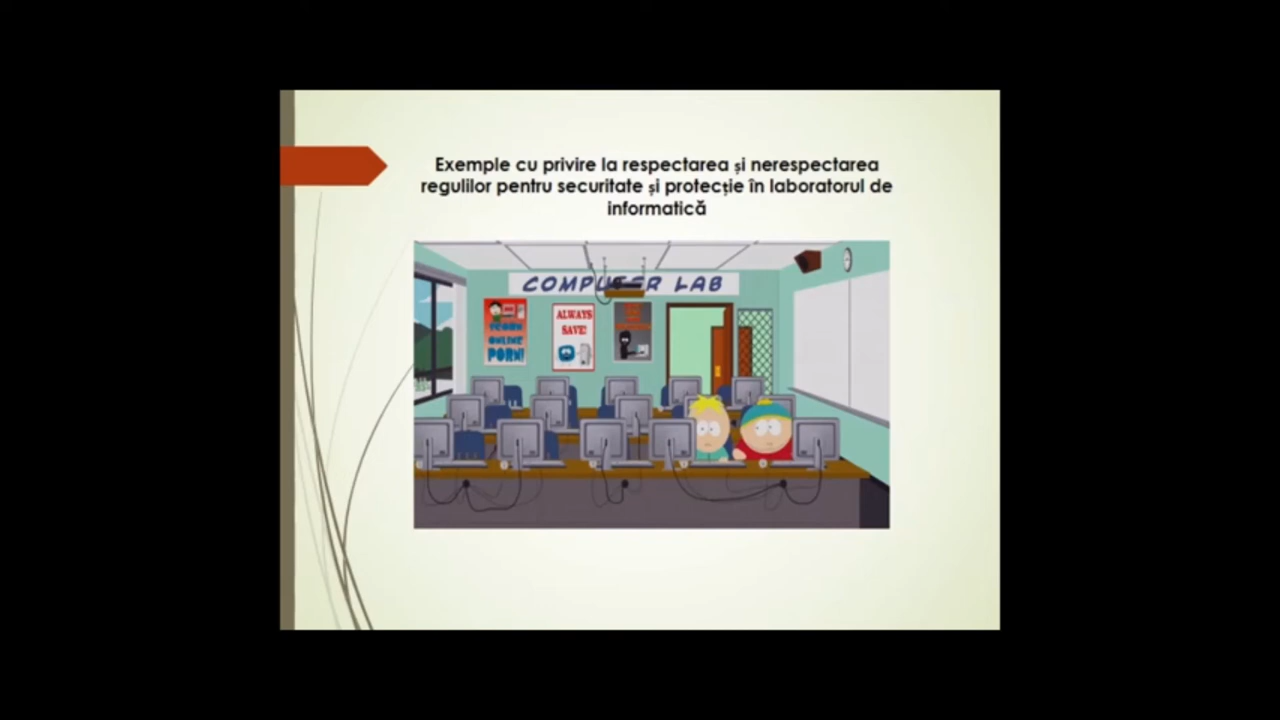 Exemple cu privire la respectarea și nerespectarea
regulilor pentru securitate și protecție în laboratorul de
informatică
COMPUTER LAB
ALWAYS
SAVE!
ONLINE
PORN!